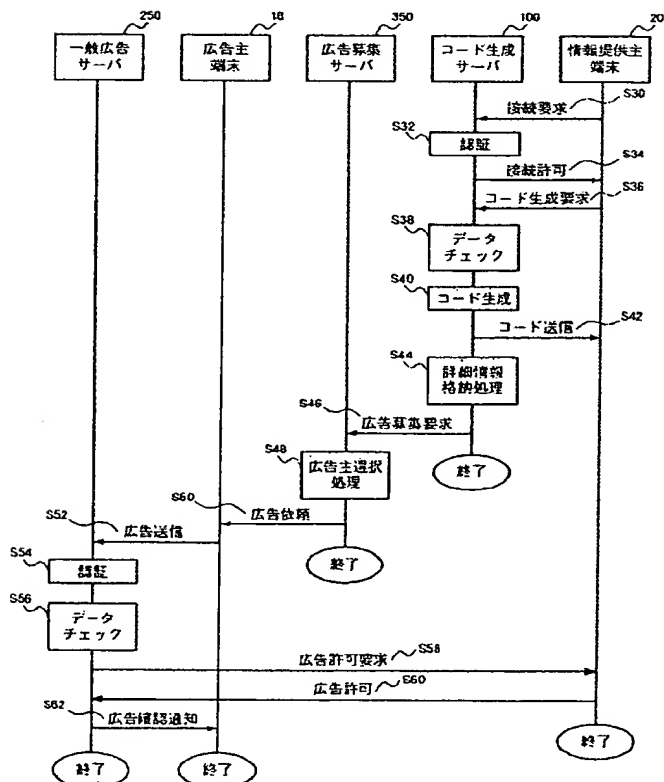 250
18
350
100
20
一般広告
サーバ
広告主
端末
広告募集
サーバ
コード生成
サーバ
情報提供主
端末
S30
接続要求
S32
認証
S34
接続許可
S36
コード生成要求
S38
データ
チェック
S40
コード生成
S42
コード送信
S44
詳細情報
格納処理
S46
広告募集要求
終了
S48
広告主選択
処理
S60
広告依頼
終了
S52
広告送信
S54
認証
S56
データ
チェック
S58
広告許可要求
S60
広告許可
S62
広告確認通知
終了
終了
終了